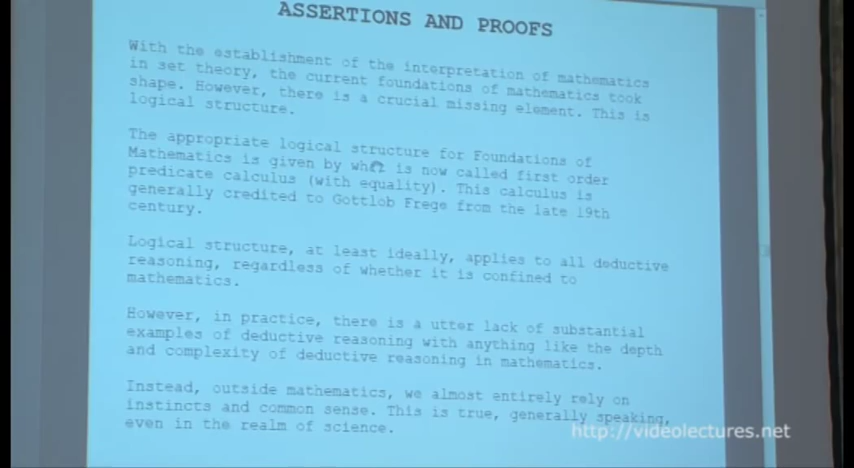 ASSERTIONS AND PROOFS
With the establishment of the interpretation of mathematics
in set theory, the current foundations of mathematics took
shape. However, there is a crucial missing element. This is
logical structure.
The appropriate logical structure for Foundations of
Mathematics is given by what is now called first order
predicate calculus (with equality). This calculus is
generally credited to Gottlob Frege from the late 19th
century.
Logical structure, at least ideally, applies to all deductive
reasoning, regardless of whether it is confined to
mathematics.
However, in practice, there is a utter lack of substantial
examples of deductive reasoning with anything like the depth
and complexity of deductive reasoning in mathematics.
Instead, outside mathematics, we almost entirely rely on
instincts and common sense. This is true, generally speaking,
even in the realm of science.
http://videolectures.net